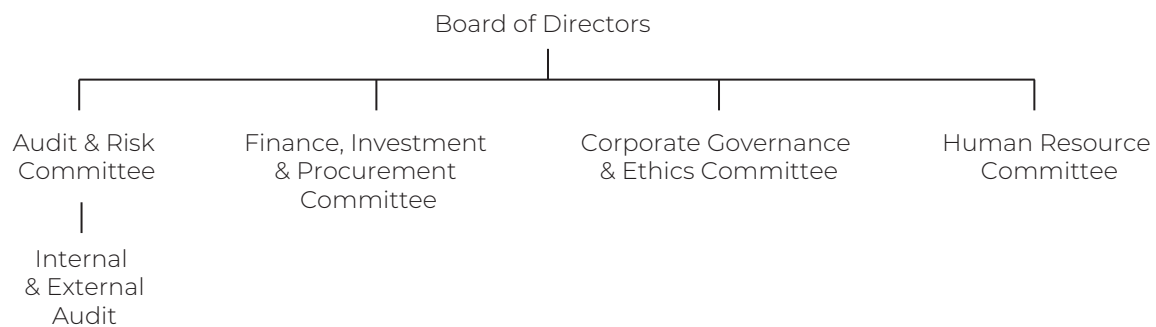 Board of Directors
Audit & Risk
Committee
Finance, Investment
& Procurement
Committee
Corporate Governance
& Ethics Committee
Human Resource
Committee
Internal
& External
Audit